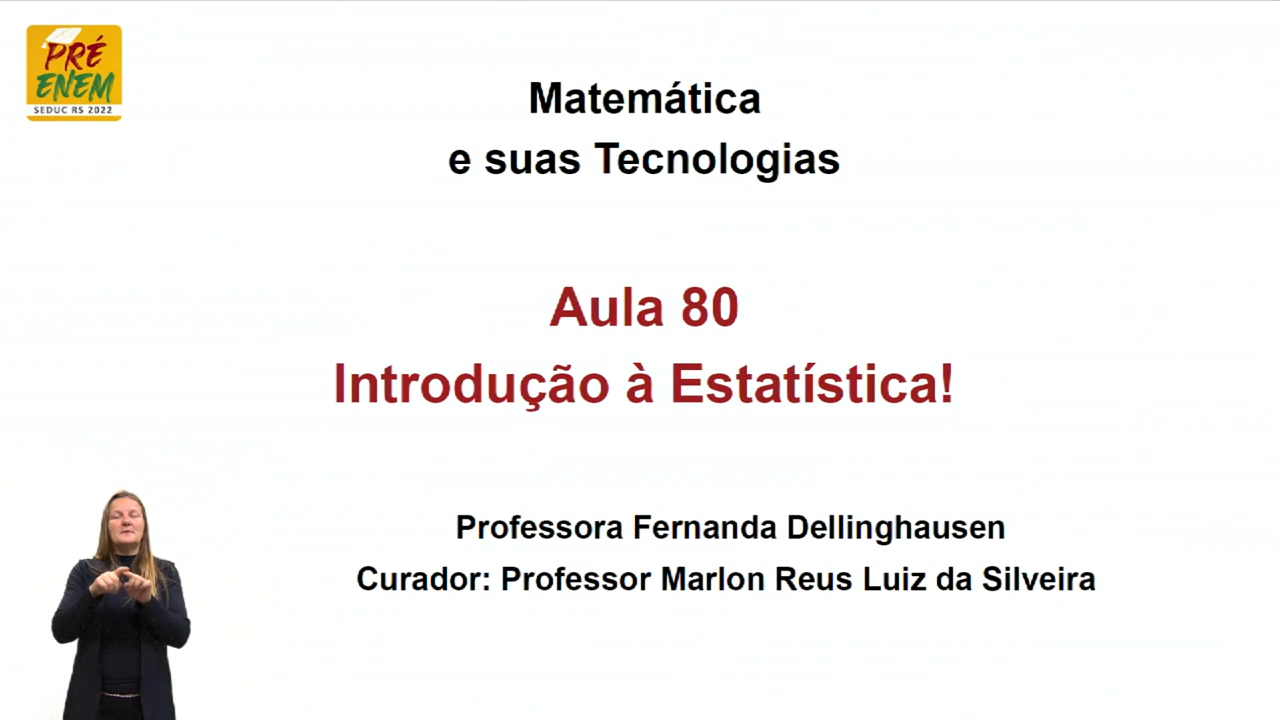 PRÉ
ENEM
SEDUC RS 2022
Matemática
e suas Tecnologias
Aula 80
Introdução à Estatística!
Professora Fernanda Dellinghausen
Curador: Professor Marlon Reus Luiz da Silveira